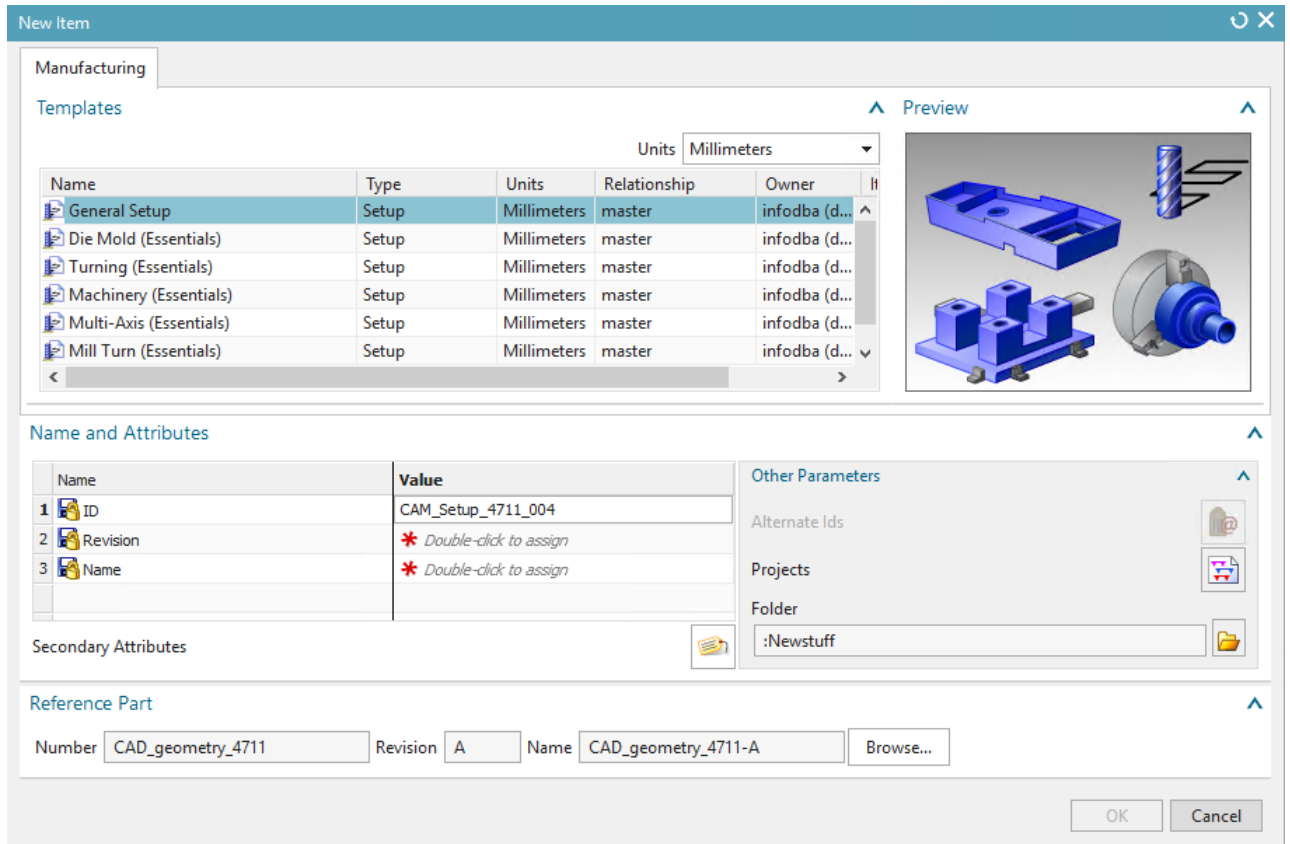 New Item
Manufacturing
Templates
Preview
Units Millimeters
Name Type Units Relationship Owner It
General Setup Setup Millimeters master infodba (d...
Die Mold (Essentials) Setup Millimeters master infodba (d...
Turning (Essentials) Setup Millimeters master infodba (d...
Machinery (Essentials) Setup Millimeters master infodba (d...
Multi-Axis (Essentials) Setup Millimeters master infodba (d...
Mill Turn (Essentials) Setup Millimeters master infodba (d...
Name and Attributes
Name Value
1 ID CAM_Setup_4711_004
2 Revision * Double-click to assign
3 Name * Double-click to assign
Secondary Attributes
Other Parameters
Alternate Ids
Projects
Folder
:Newstuff
Reference Part
Number CAD_geometry_4711 Revision A Name CAD_geometry_4711-A Browse...
OK Cancel